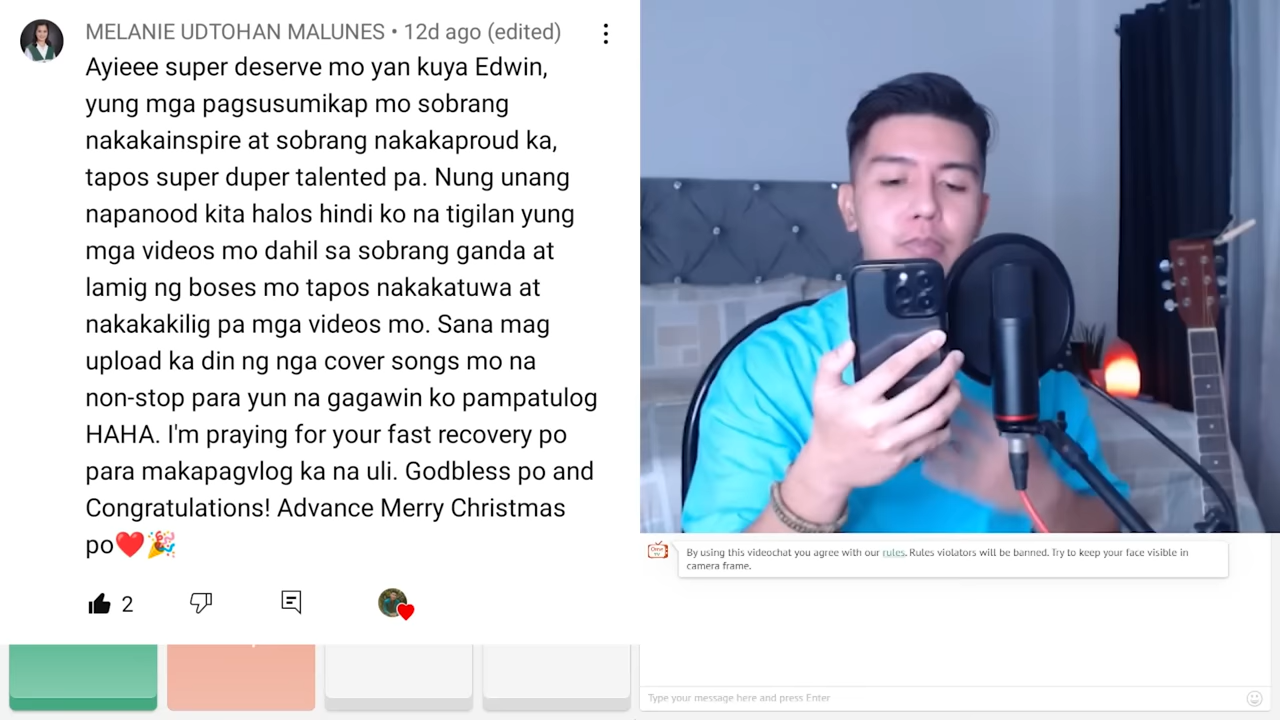 MELANIE UDTOHAN MALUNES • 12d ago (edited)
Ayieee super deserve mo yan kuya Edwin,
yung mga pagsusumikap mo sobrang
nakakainspire at sobrang nakakaproud ka,
tapos super duper talented pa. Nung unang
napanood kita halos hindi ko na tigilan yung
mga videos mo dahil sa sobrang ganda at
lamig ng boses mo tapos nakakatuwa at
nakakakilig pa mga videos mo. Sana mag
upload ka din ng nga cover songs mo na
non-stop para yun na gagawin ko pampatulog
HAHA. I'm praying for your fast recovery po
para makapagvlog ka na uli. Godbless po and
Congratulations! Advance Merry Christmas
po❤️🎉
2
By using this videochat you agree with our rules. Rules violators will be banned. Try to keep your face visible in
camera frame.
Type your message here and press Enter